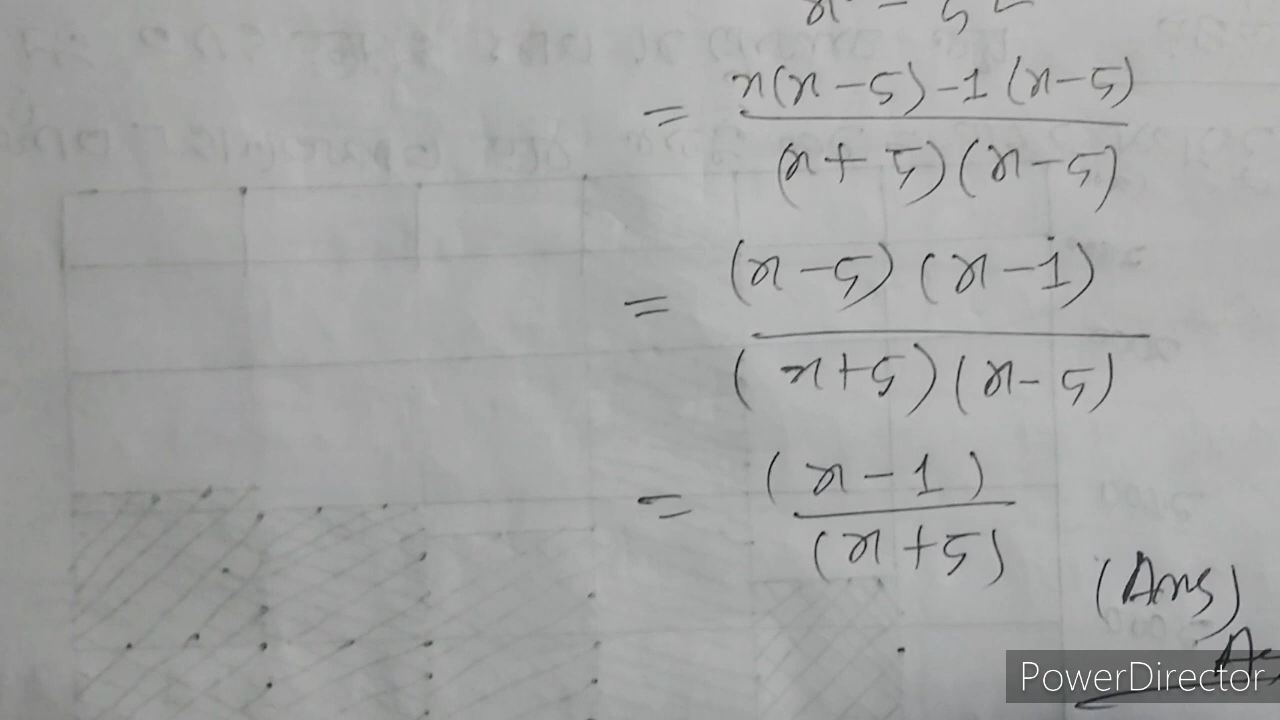 = x(x-5)-1(x-5) / (x+5)(x-5)
= (x-5)(x-1) / (x+5)(x-5)
= (x-1) / (x+5)
(Ans)
PowerDirector